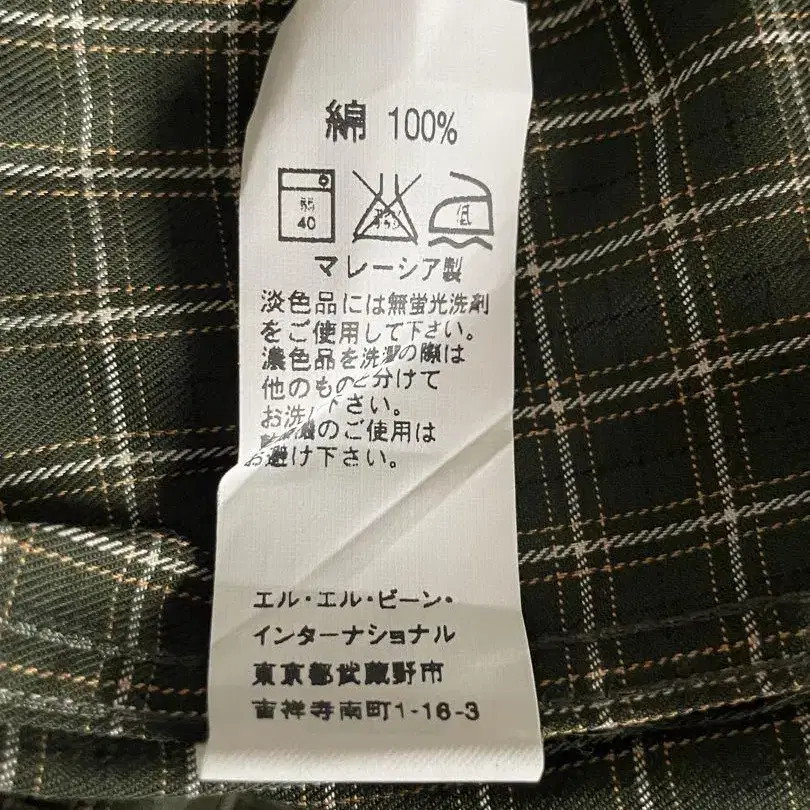 綿 100%
40
低
マレーシア製
淡色品には無蛍光洗剤
をご使用して下さい。
濃色品を洗濯の際は
他のものと分けて
お洗い下さい。
機のご使用は
お避け下さい。
エル・エル・ビーン・
インターナショナル
東京都武蔵野市
吉祥寺南町1-16-3